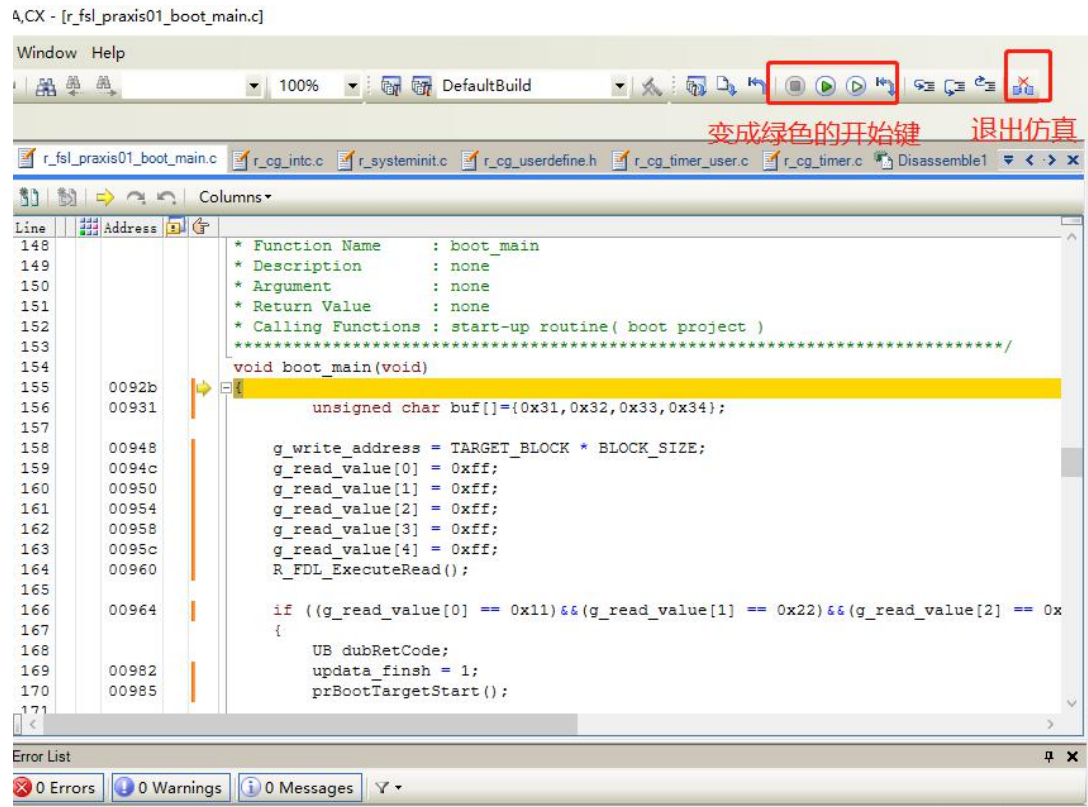 A,CX - [r_fsl_praxis01_boot_main.c]
Window Help
100% DefaultBuild
变成绿色的开始键 退出仿真
r_fsl_praxis01_boot_main.c r_cg_intc.c r_systeminit.c r_cg_userdefine.h r_cg_timer_user.c r_cg_timer.c Disassemble1
Columns
Line Address
148 * Function Name : boot_main
149 * Description : none
150 * Argument : none
151 * Return Value : none
152 * Calling Functions : start-up routine( boot project )
153 ******************************************************************************/
154 void boot_main(void)
155 0092b {
156 00931 unsigned char buf[]={0x31,0x32,0x33,0x34};
157
158 00948 g_write_address = TARGET_BLOCK * BLOCK_SIZE;
159 0094c g_read_value[0] = 0xff;
160 00950 g_read_value[1] = 0xff;
161 00954 g_read_value[2] = 0xff;
162 00958 g_read_value[3] = 0xff;
163 0095c g_read_value[4] = 0xff;
164 00960 R_FDL_ExecuteRead();
165
166 00964 if ((g_read_value[0] == 0x11)&&(g_read_value[1] == 0x22)&&(g_read_value[2] == 0x
167 {
168 UB dubRetCode;
169 00982 updata_finsh = 1;
170 00985 prBootTargetStart();
171
Error List
0 Errors 0 Warnings 0 Messages